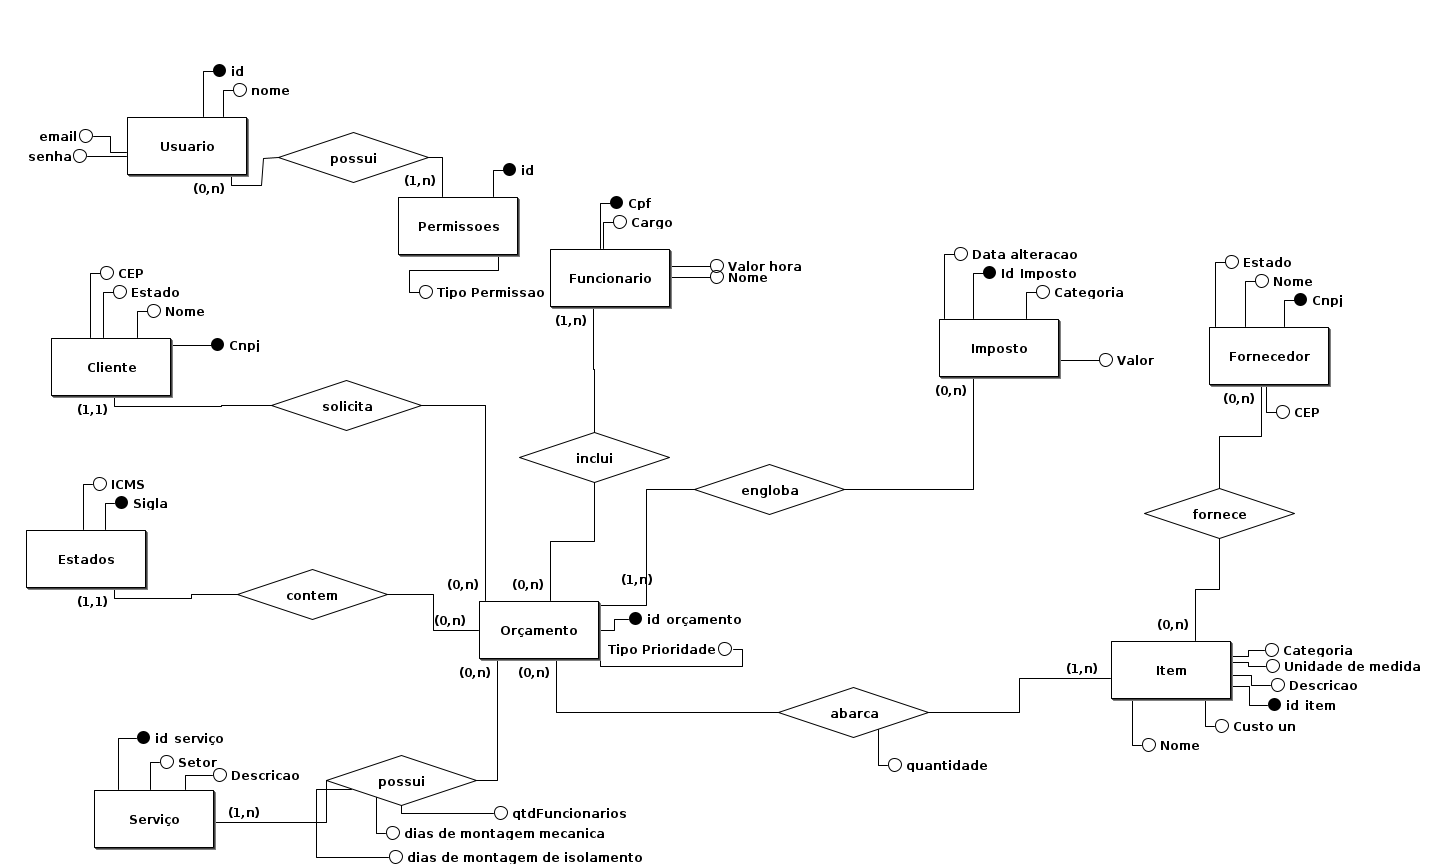 id
nome
email
senha
Usuario
(0,n)
possui
(1,n)
id
Permissoes
Tipo Permissao
Cpf
Cargo
Funcionario
Valor hora
Nome
(1,n)
Data alteracao
Id Imposto
Categoria
Imposto
Valor
(0,n)
Estado
Nome
Cnpj
Fornecedor
(0,n)
CEP
CEP
Estado
Nome
Cnpj
Cliente
(1,1)
solicita
inclui
engloba
fornece
ICMS
Sigla
Estados
(1,1)
contem
(0,n)
(0,n)
(1,n)
(0,n)
Orçamento
id orçamento
Tipo Prioridade
(0,n)
(0,n)
(0,n)
(1,n)
Item
Categoria
Unidade de medida
Descricao
id item
Custo un
Nome
abarca
quantidade
id serviço
Setor
Descricao
Serviço
(1,n)
possui
qtdFuncionarios
dias de montagem mecanica
dias de montagem de isolamento